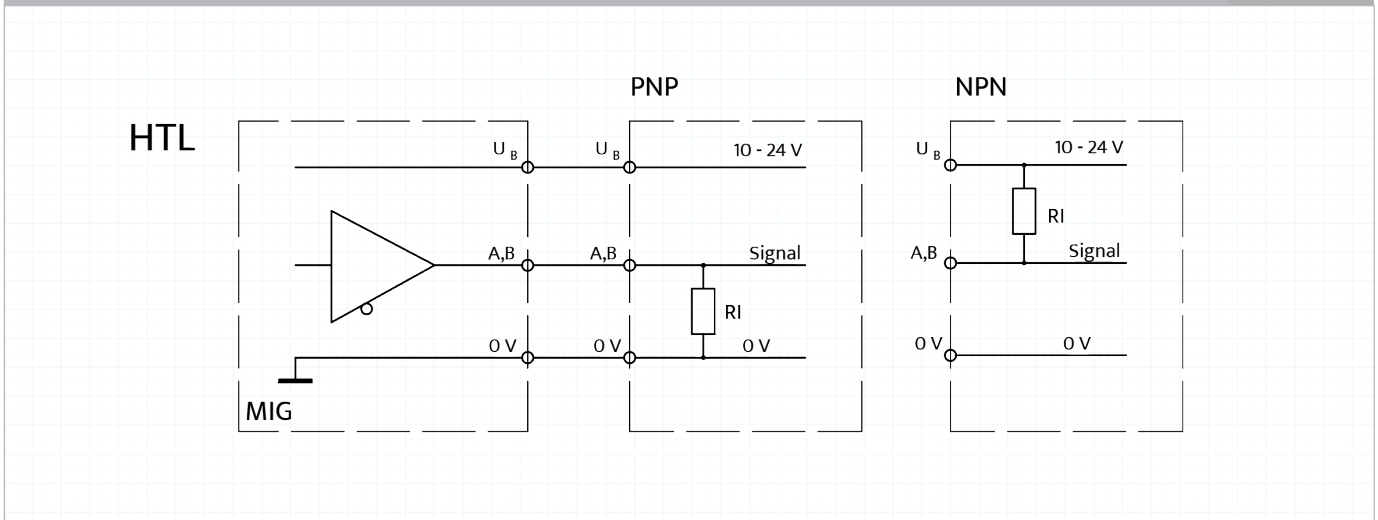 PNP
NPN
HTL
U B
U B
10 - 24 V
U B
10 - 24 V
RI
A,B
A,B
Signal
A,B
Signal
RI
0 V
0 V
0 V
0 V
0 V
MIG